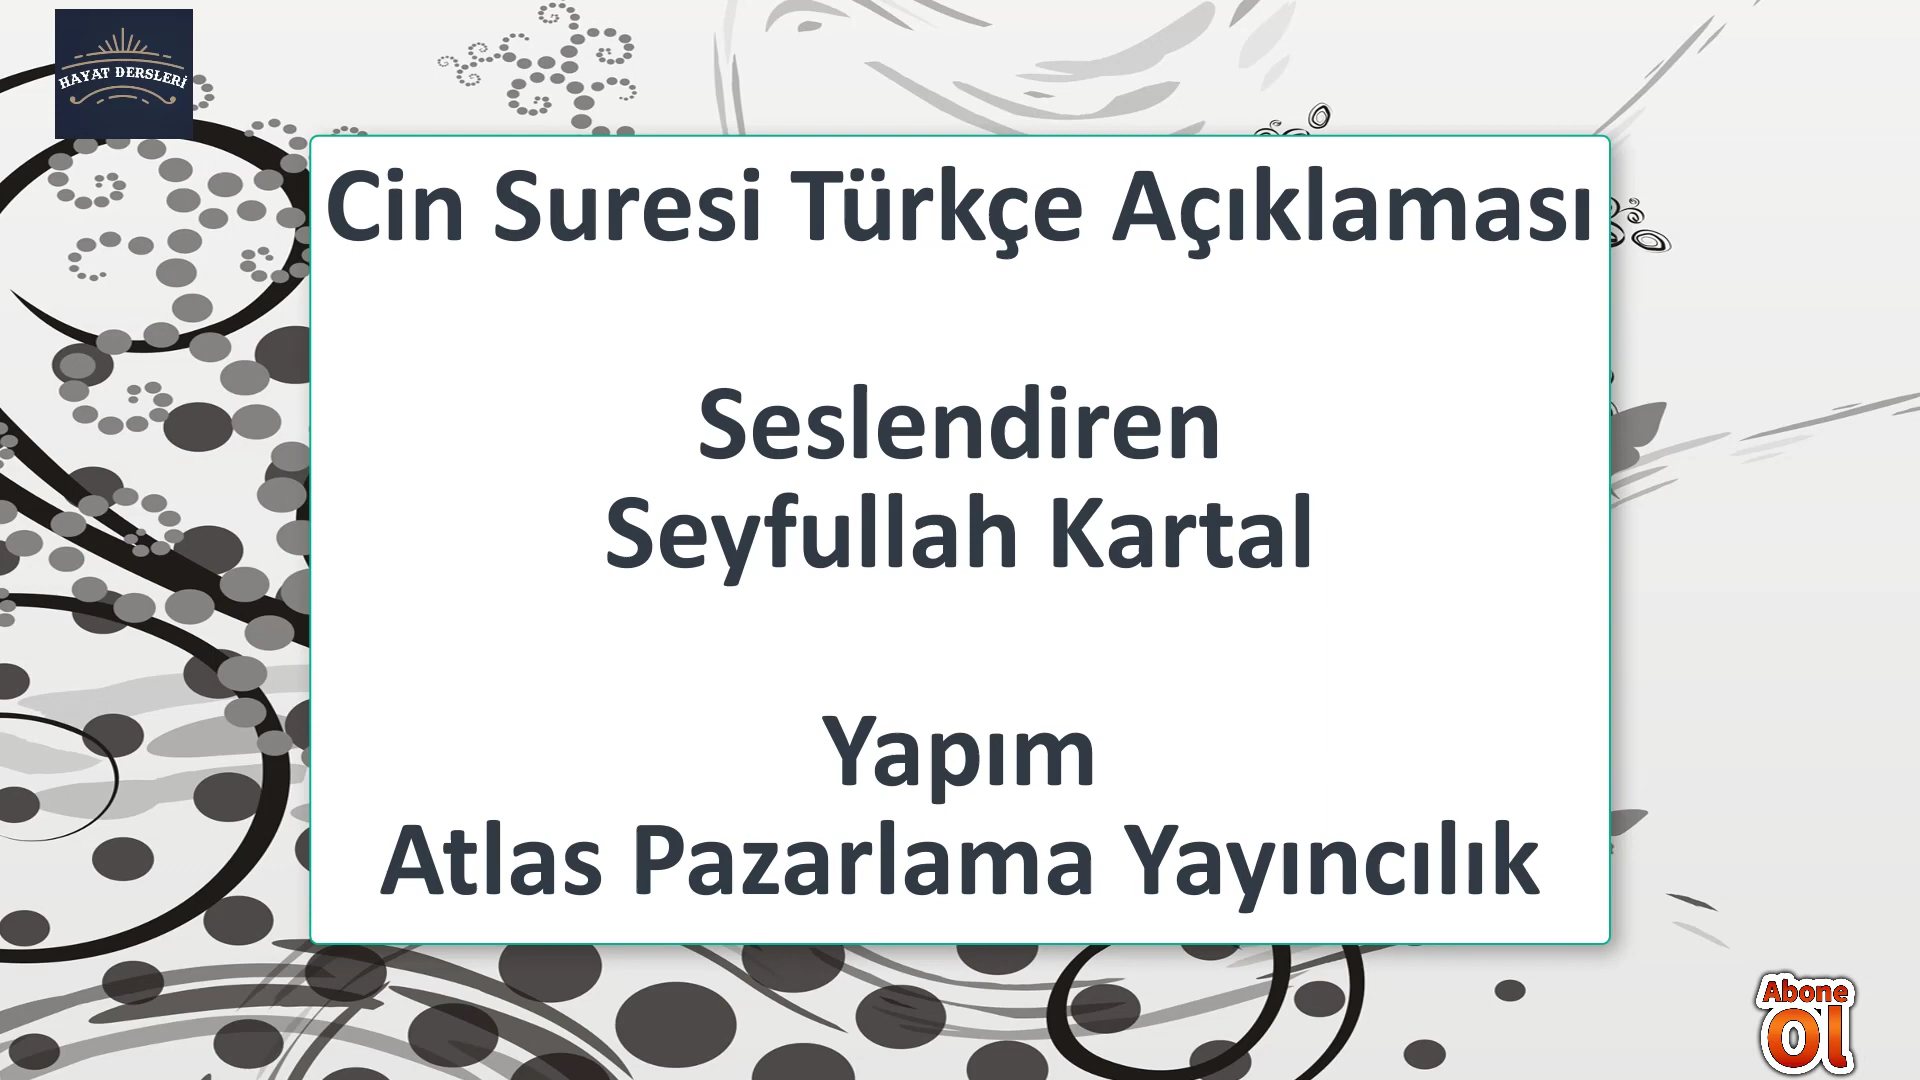 HAYAT DERSLERİ
Cin Suresi Türkçe Açıklaması
Seslendiren
Seyfullah Kartal
Yapım
Atlas Pazarlama Yayıncılık
Abone
Ol